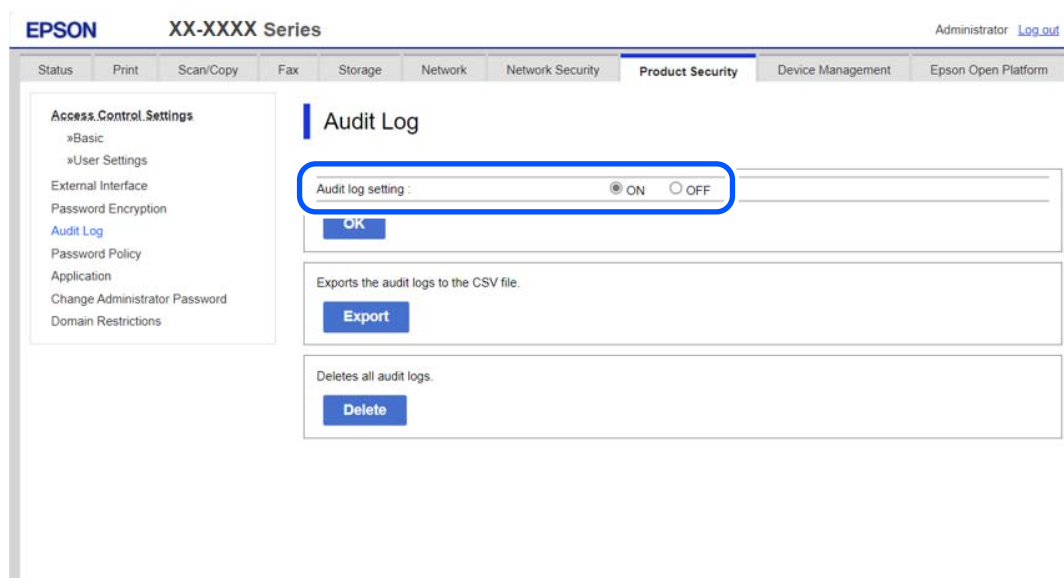 EPSON XX-XXXX Series Administrator Log out
Status Print Scan/Copy Fax Storage Network Network Security Product Security Device Management Epson Open Platform
Access Control Settings
»Basic
»User Settings
External Interface
Password Encryption
Audit Log
Password Policy
Application
Change Administrator Password
Domain Restrictions
Audit Log
Audit log setting : ON OFF
OK
Exports the audit logs to the CSV file.
Export
Deletes all audit logs.
Delete